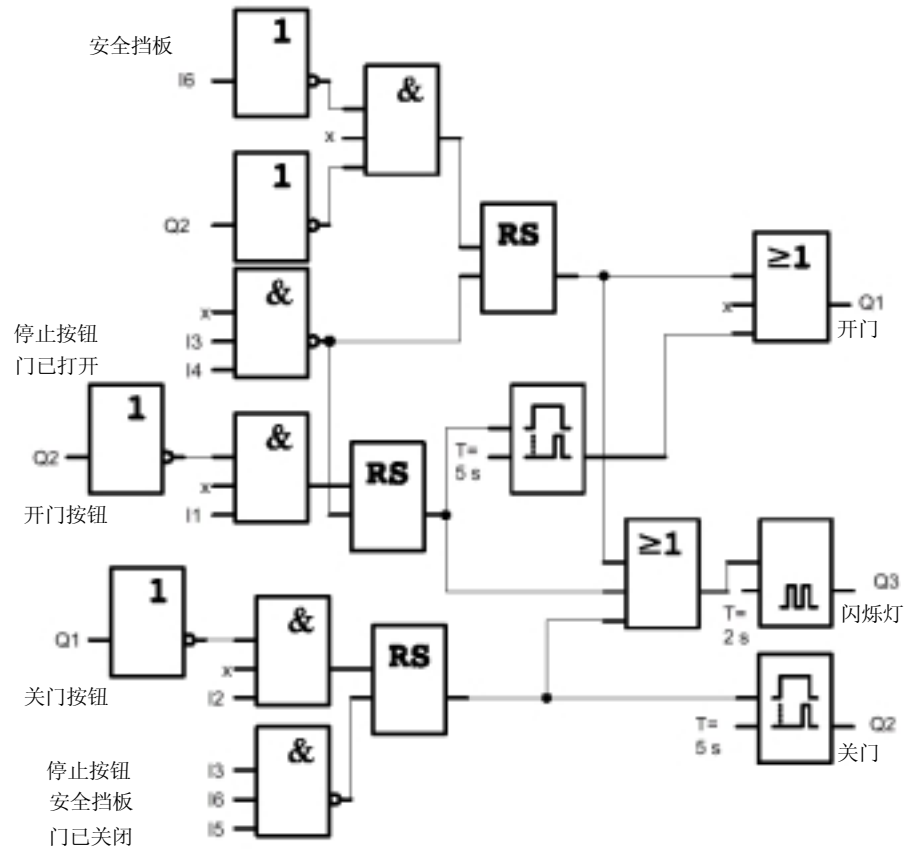 1
安全挡板
I6
&
x
1
Q2
RS
≥1
&
x
Q1
x
停止按钮
I3
开门
门已打开
I4
1
&
Q2
T=
5 s
RS
x
开门按钮
I1
≥1
1
Q3
&
T=
2 s
闪烁灯
Q1
RS
x
关门按钮
I2
T=
5 s
Q2
&
关门
停止按钮
I3
安全挡板
I6
门已关闭
I5